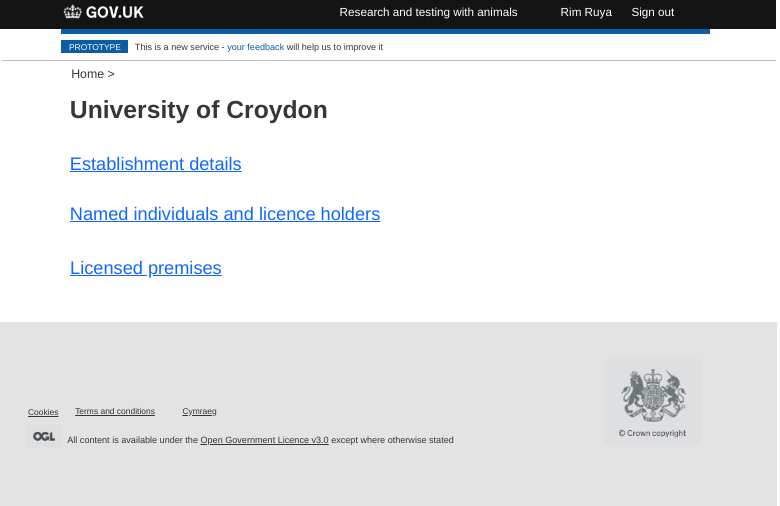 GOV.UK Research and testing with animals Rim Ruya Sign out
PROTOTYPE This is a new service - your feedback will help us to improve it
Home >
University of Croydon
Establishment details
Named individuals and licence holders
Licensed premises
Cookies Terms and conditions Cymraeg
OGL All content is available under the Open Government Licence v3.0 except where otherwise stated
© Crown copyright